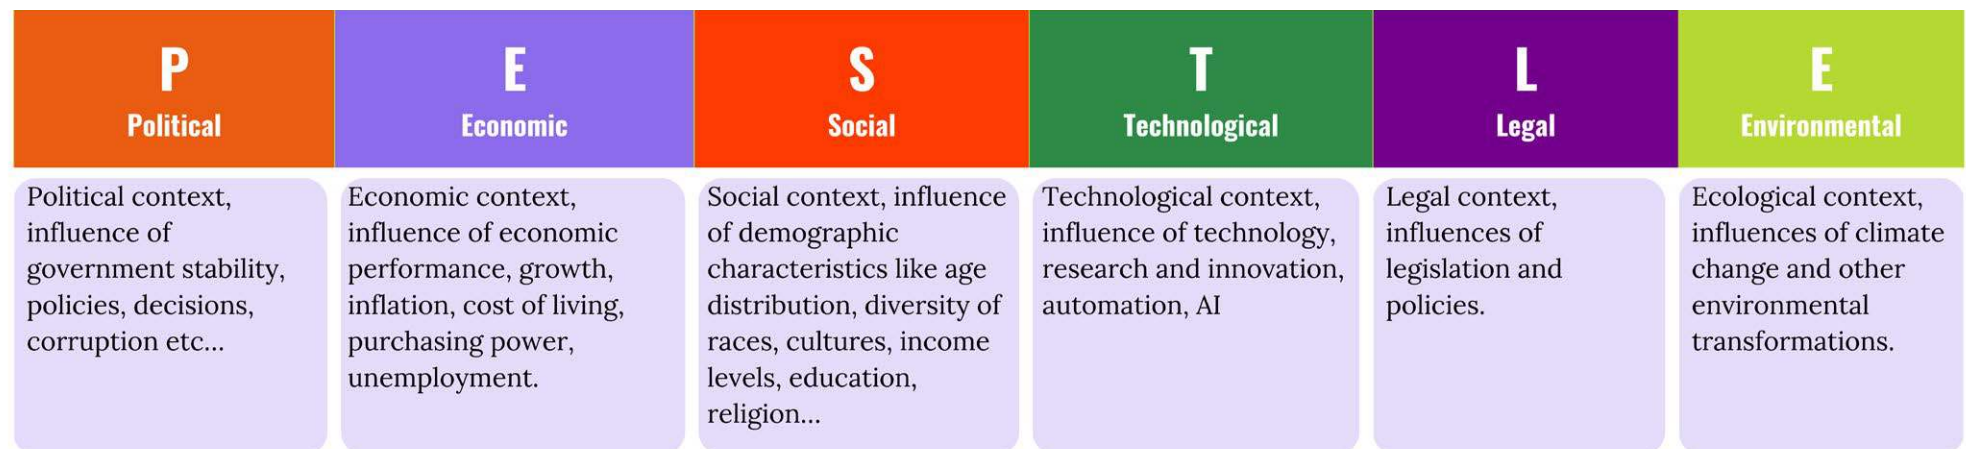 P
Political
E
Economic
S
Social
T
Technological
L
Legal
E
Environmental
Political context,
influence of
government stability,
policies, decisions,
corruption etc...
Economic context,
influence of economic
performance, growth,
inflation, cost of living,
purchasing power,
unemployment.
Social context, influence
of demographic
characteristics like age
distribution, diversity of
races, cultures, income
levels, education,
religion...
Technological context,
influence of technology,
research and innovation,
automation, AI
Legal context,
influences of
legislation and
policies.
Ecological context,
influences of climate
change and other
environmental
transformations.